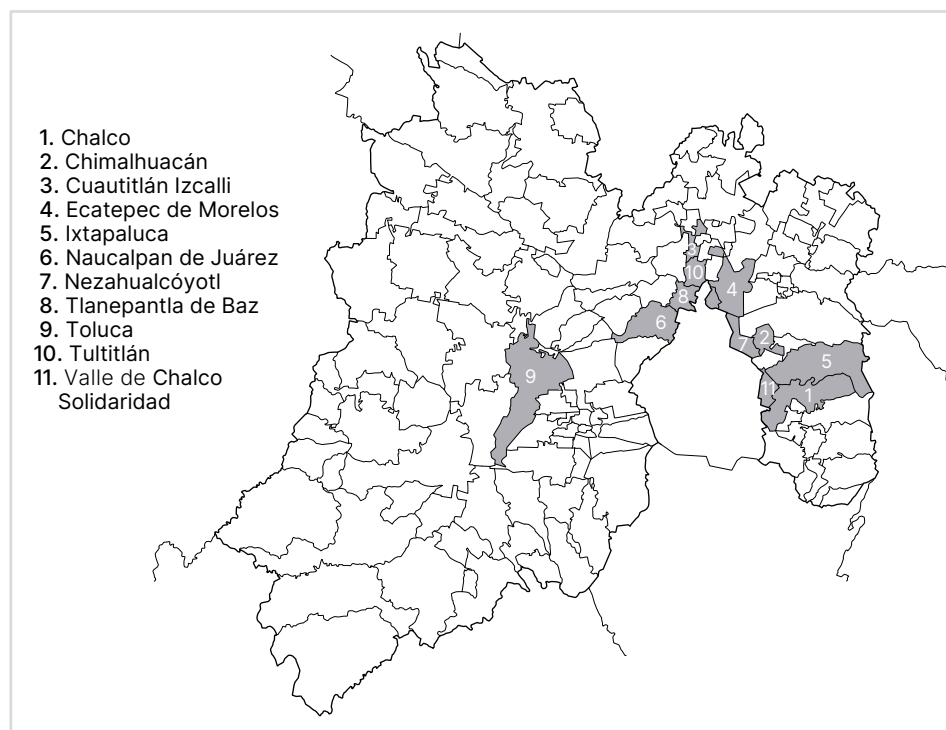 1. Chalco
2. Chimalhuacán
3. Cuautitlán Izcalli
4. Ecatepec de Morelos
5. Ixtapaluca
6. Naucalpan de Juárez
7. Nezahualcóyotl
8. Tlanepantla de Baz
9. Toluca
10. Tultitlán
11. Valle de Chalco
Solidaridad
3
10
4
8
6
7
2
9
5
11
1